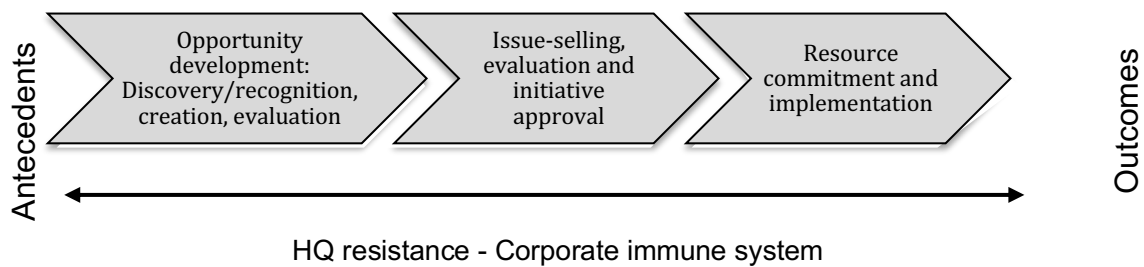 Antecedents
Opportunity
development:
Discovery/recognition,
creation, evaluation
Issue-selling,
evaluation and
initiative
approval
Resource
commitment and
implementation
Outcomes
HQ resistance - Corporate immune system